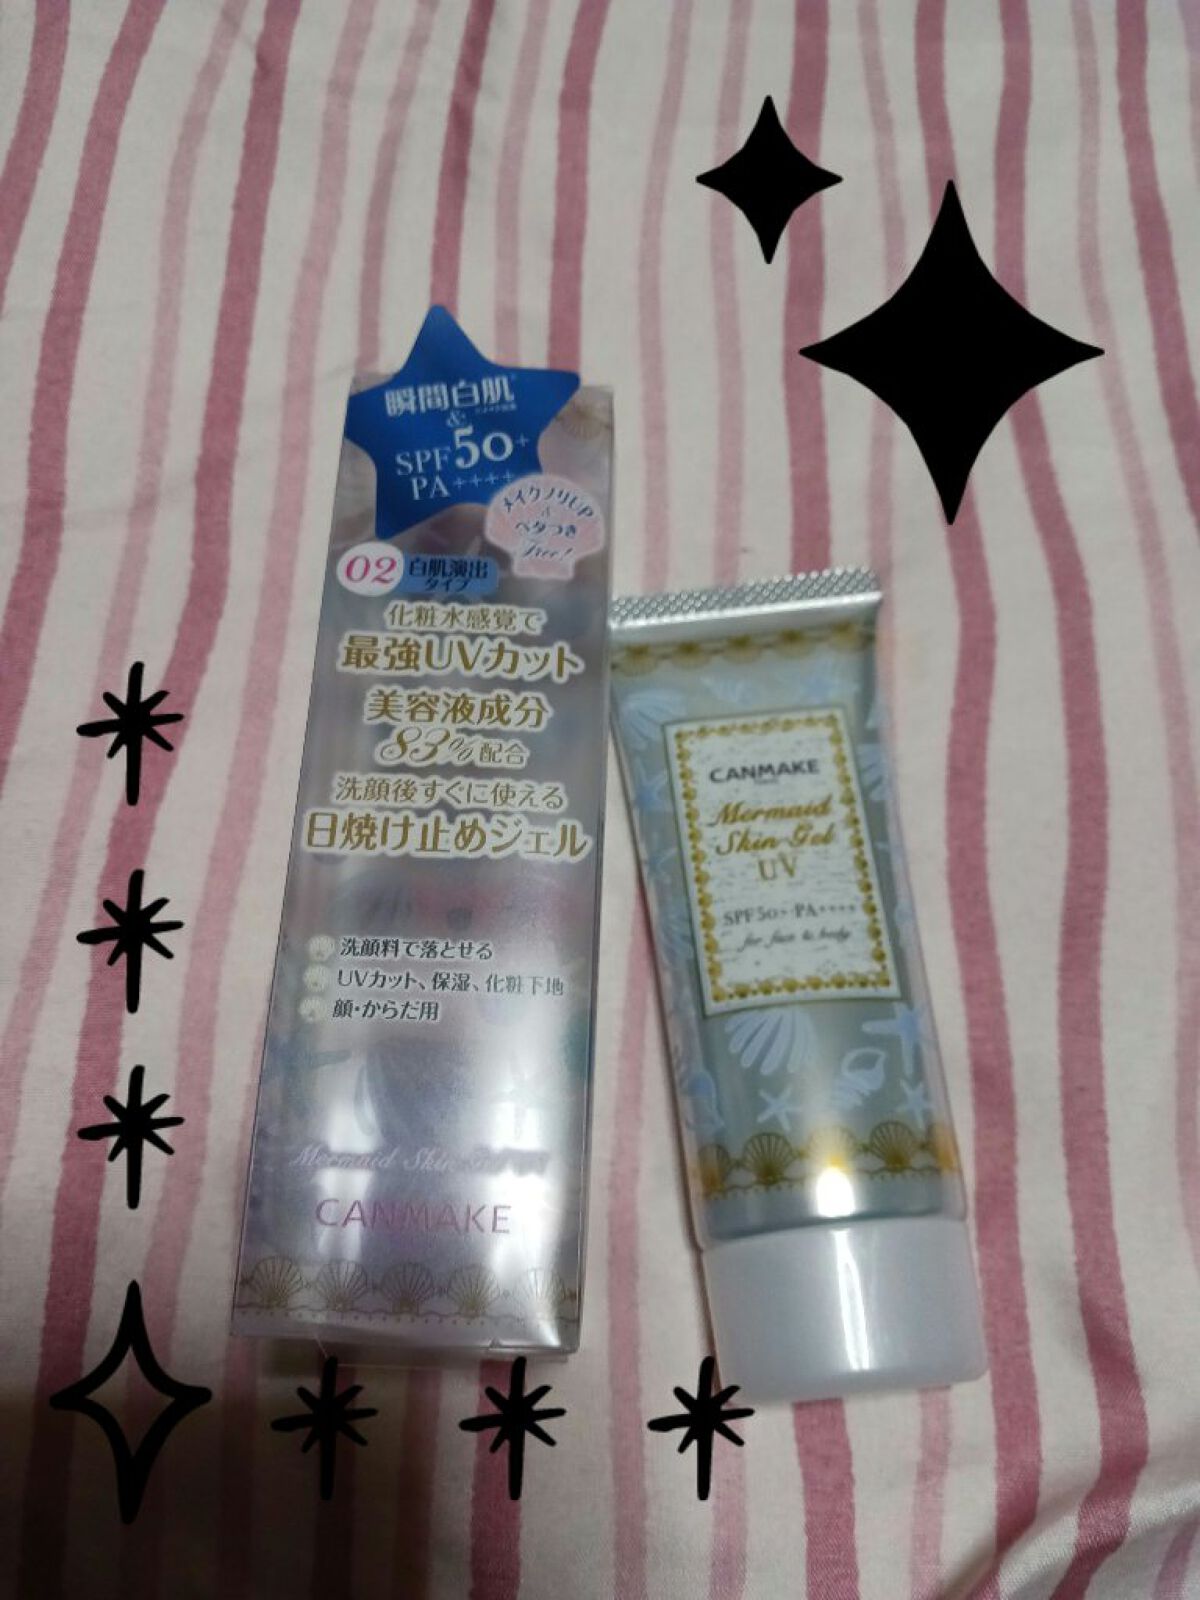 瞬間白肌
&
SPF50+
PA++++
メイクノリUP
&
ベタつき
Free!
02 白肌演出
タイプ
化粧水感覚で
最強UVカット
美容液成分
83%配合
洗顔後すぐに使える
日焼け止めジェル
洗顔料で落とせる
UVカット、保湿、化粧下地
顔・からだ用
Mermaid Skin Gel UV
CANMAKE
CANMAKE
Mermaid
Skin Gel
UV
SPF50+ PA++++
for face & body